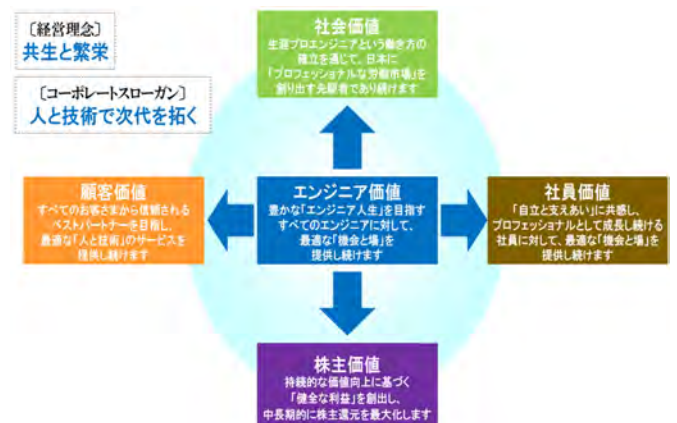 〔経営理念〕
共生と繁栄
〔コーポレートスローガン〕
人と技術で次代を拓く
社会価値
生涯プロエンジニアという働き方の
確立を通じて、日本に
「プロフェッショナルな労働市場」を
創り出す先駆者であり続けます
顧客価値
すべてのお客さまから信頼される
ベストパートナーを目指し、
最適な「人と技術」のサービスを
提供し続けます
エンジニア価値
豊かな「エンジニア人生」を目指す
すべてのエンジニアに対して、
最適な「機会と場」を
提供し続けます
社員価値
「自立と支えあい」に共感し、
プロフェッショナルとして成長し続ける
社員に対して、最適な「機会と場」を
提供し続けます
株主価値
持続的な価値向上に基づく
「健全な利益」を創出し、
中長期的に株主還元を最大化します